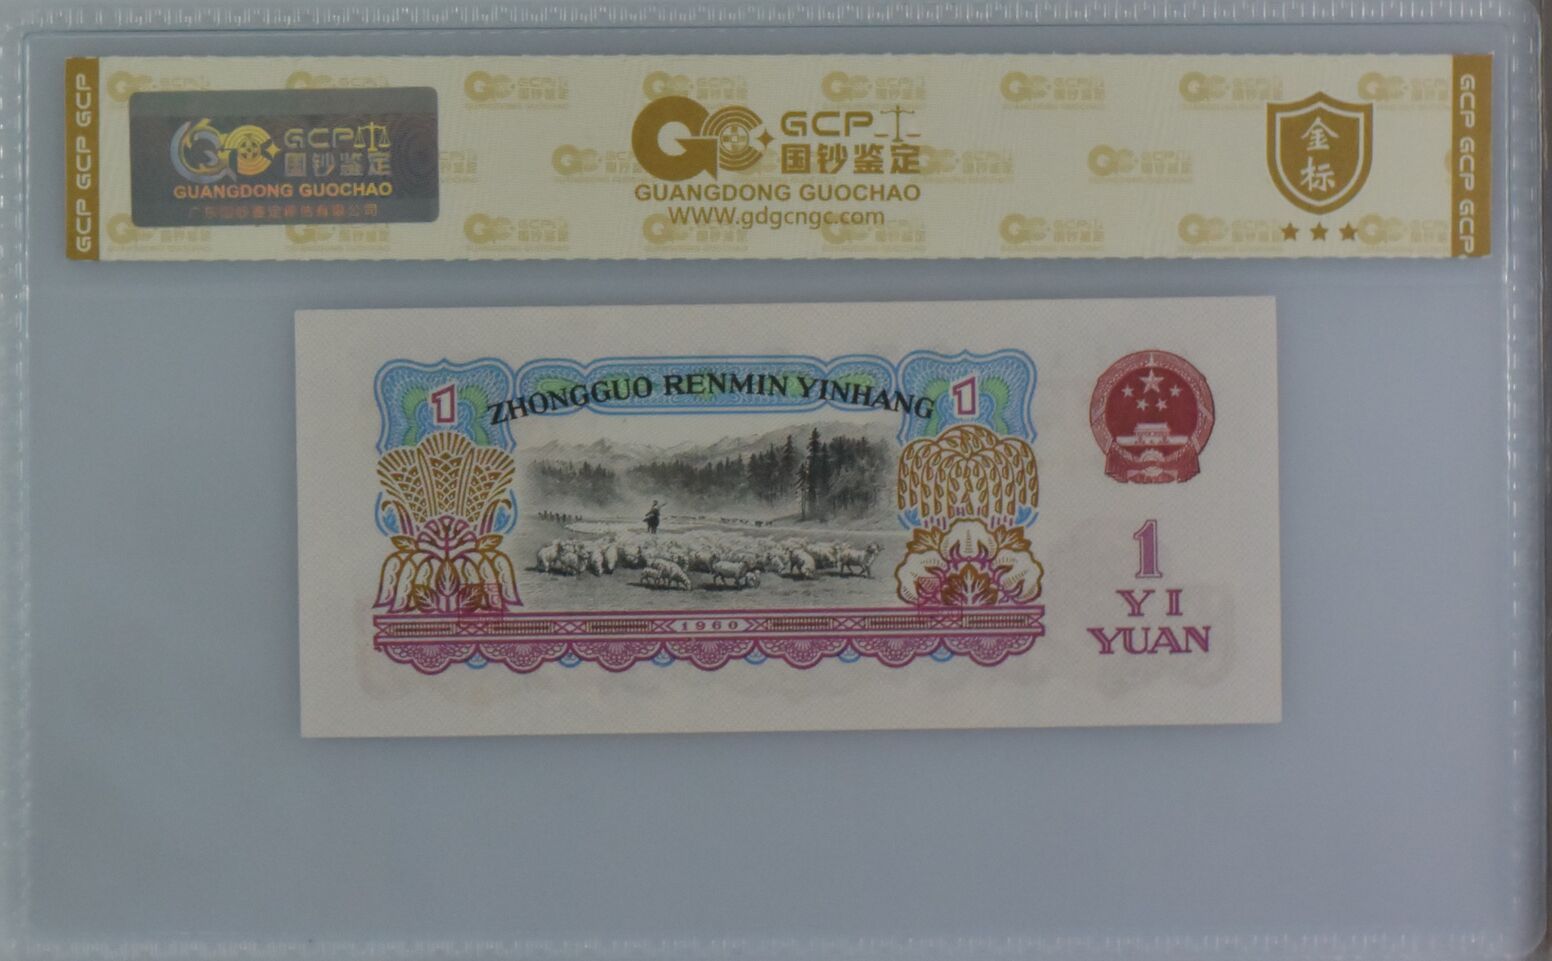 GCP GCP GCP
GCP
国钞鉴定
GUANGDONG GUOCHAO
GCP
国钞鉴定
GUANGDONG GUOCHAO
WWW.gdgcngc.com
金标
GCP GCP GCP
ZHONGGUO RENMIN YINHANG
1
1
1960
1
YI
YUAN